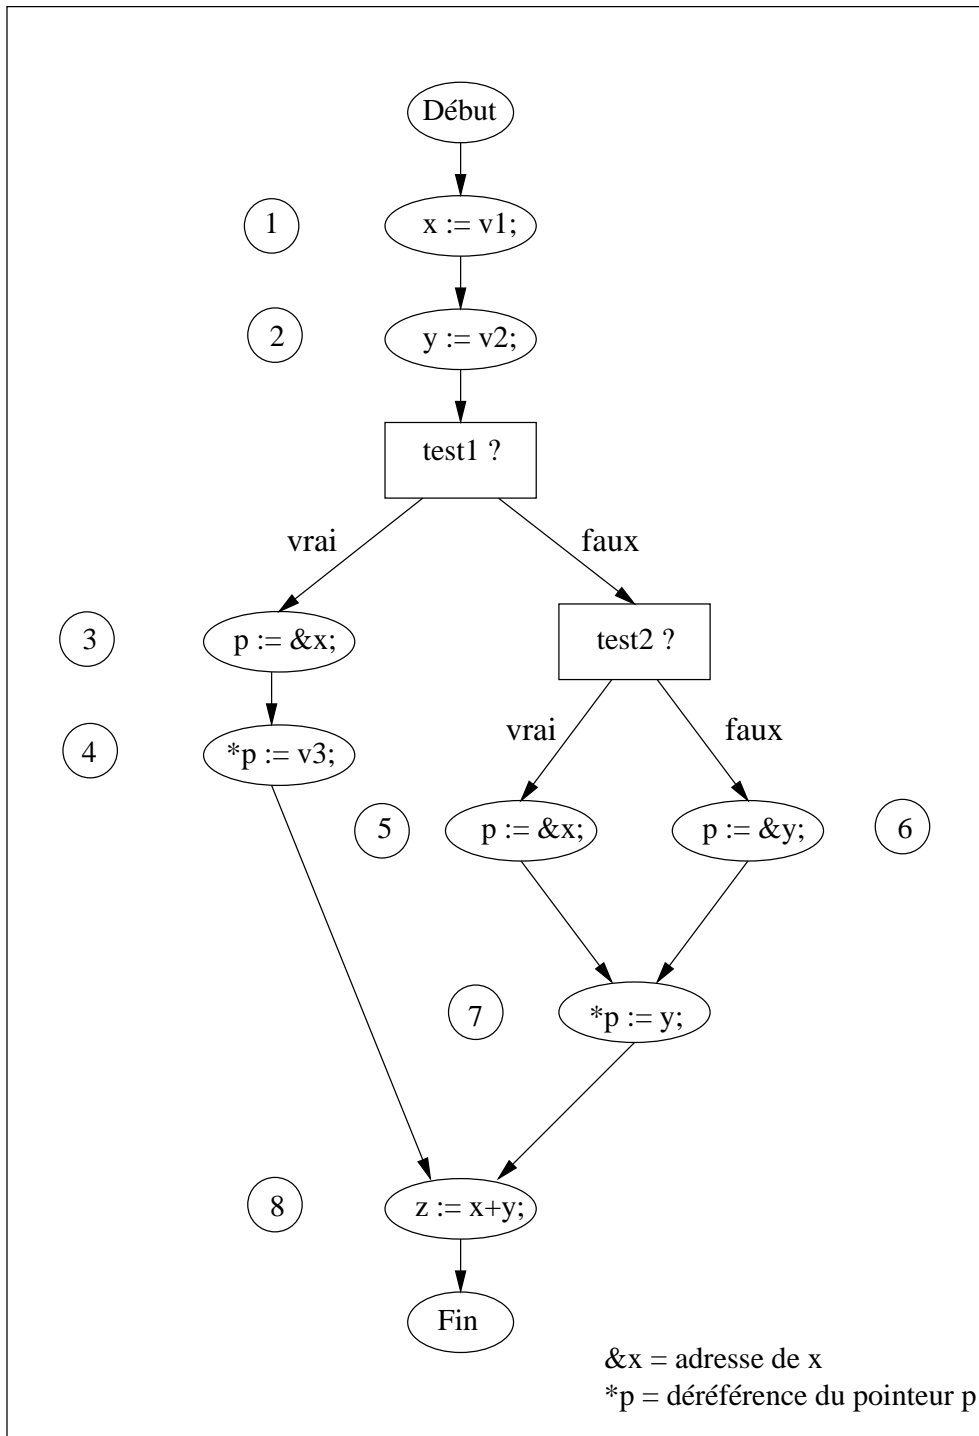 Début
1 x := v1;
2 y := v2;
test1 ?
vrai faux
3 p := &x; test2 ?
vrai faux
4 *p := v3;
5 p := &x; p := &y; 6
7 *p := y;
8 z := x+y;
Fin
&x = adresse de x
*p = déréférence du pointeur p